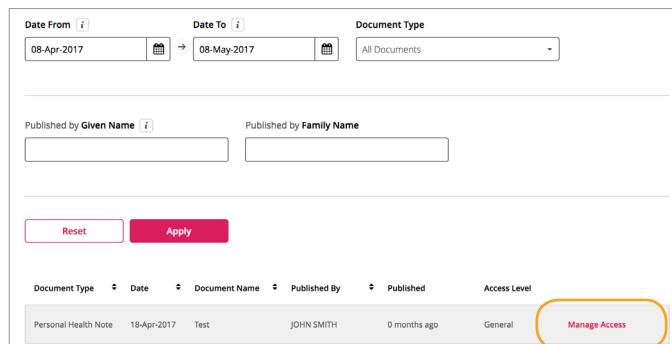 Date From i Date To i Document Type
08-Apr-2017 → 08-May-2017 All Documents
Published by Given Name i Published by Family Name
Reset Apply
Document Type Date Document Name Published By Published Access Level
Personal Health Note 18-Apr-2017 Test JOHN SMITH 0 months ago General Manage Access